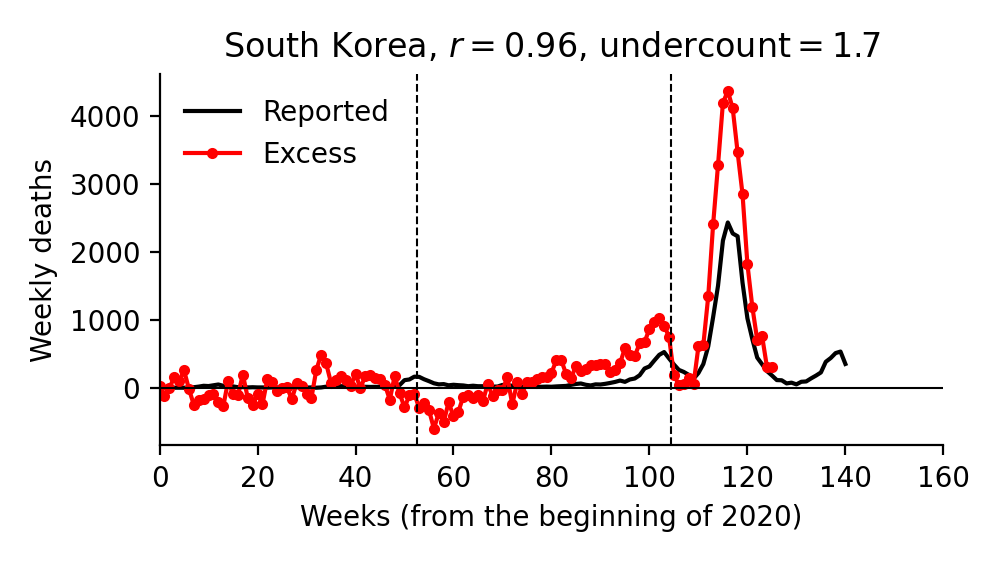 South Korea, r = 0.96, undercount = 1.7
Reported
Excess
Weekly deaths
4000
3000
2000
1000
0
0 20 40 60 80 100 120 140 160
Weeks (from the beginning of 2020)